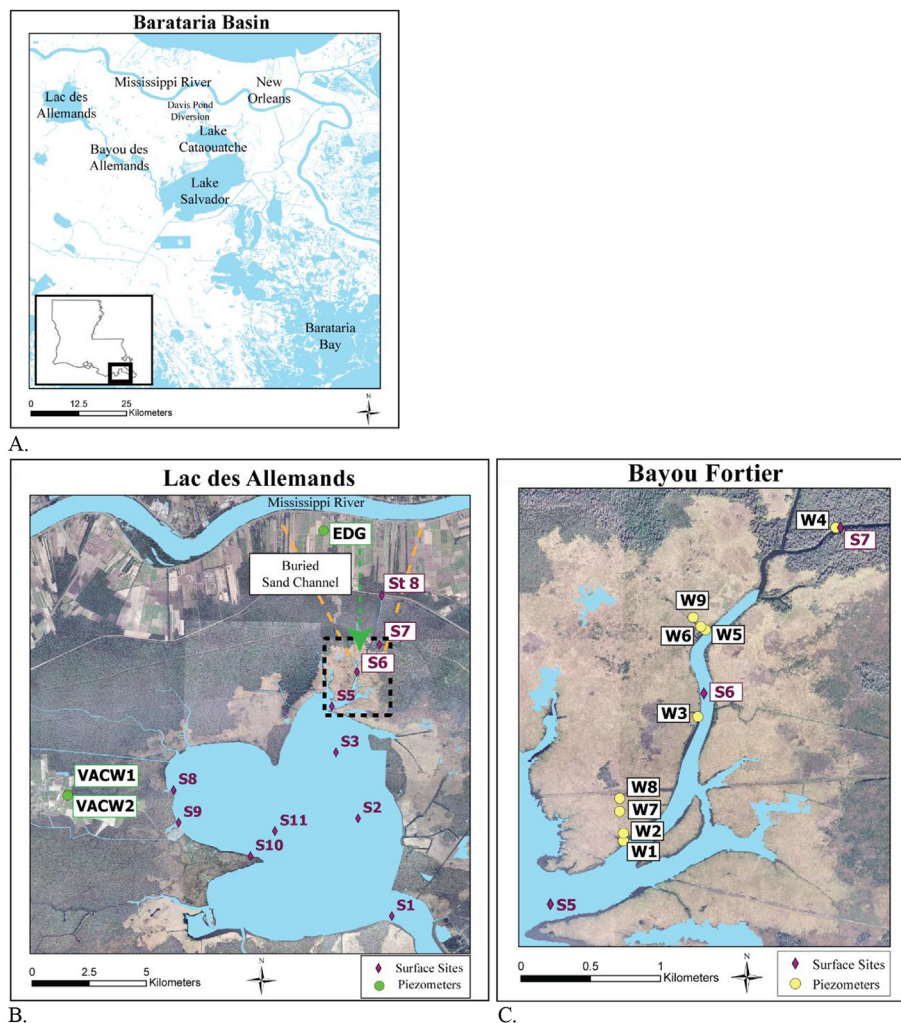 Barataria Basin
Mississippi River
New
Orleans
Lac des
Allemands
Davis Pond
Diversion
Lake
Cataouatche
Bayou des
Allemands
Lake
Salvador
Barataria
Bay
N
0 12.5 25
Kilometers
A.
Lac des Allemands
Mississippi River
EDG
Buried
Sand Channel
St 8
S7
S6
S5
S3
VACW1
S8
VACW2
S9
S2
S11
S10
S1
0 2.5 5
Kilometers
N
Surface Sites
Piezometers
B.
Bayou Fortier
W4
S7
W9
W6
W5
S6
W3
W8
W7
W2
W1
S5
0 0.5 1
Kilometers
N
Surface Sites
Piezometers
C.